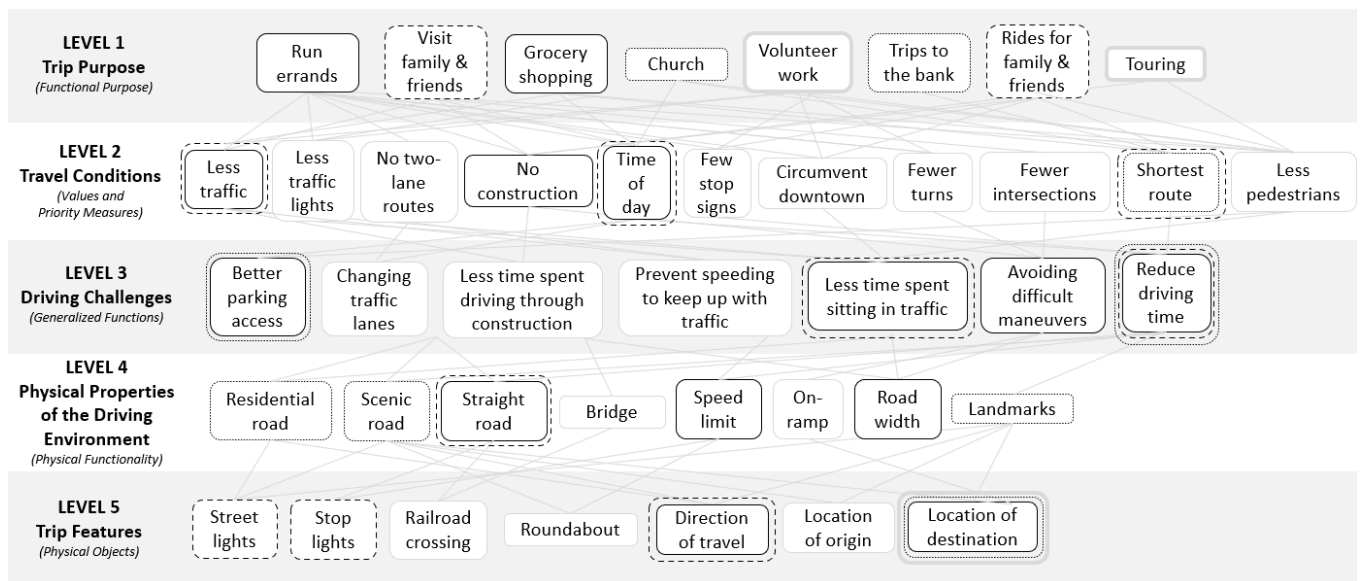 LEVEL 1
Trip Purpose
(Functional Purpose)
Run
errands
Visit
family &
friends
Grocery
shopping
Church
Volunteer
work
Trips to
the bank
Rides for
family &
friends
Touring
LEVEL 2
Travel Conditions
(Values and
Priority Measures)
Less
traffic
Less
traffic
lights
No two-
lane
routes
No
construction
Time
of
day
Few
stop
signs
Circumvent
downtown
Fewer
turns
Fewer
intersections
Shortest
route
Less
pedestrians
LEVEL 3
Driving Challenges
(Generalized Functions)
Better
parking
access
Changing
traffic
lanes
Less time spent
driving through
construction
Prevent speeding
to keep up with
traffic
Less time spent
sitting in traffic
Avoiding
difficult
maneuvers
Reduce
driving
time
LEVEL 4
Physical Properties
of the Driving
Environment
(Physical Functionality)
Residential
road
Scenic
road
Straight
road
Bridge
Speed
limit
On-
ramp
Road
width
Landmarks
LEVEL 5
Trip Features
(Physical Objects)
Street
lights
Stop
lights
Railroad
crossing
Roundabout
Direction
of travel
Location
of origin
Location of
destination